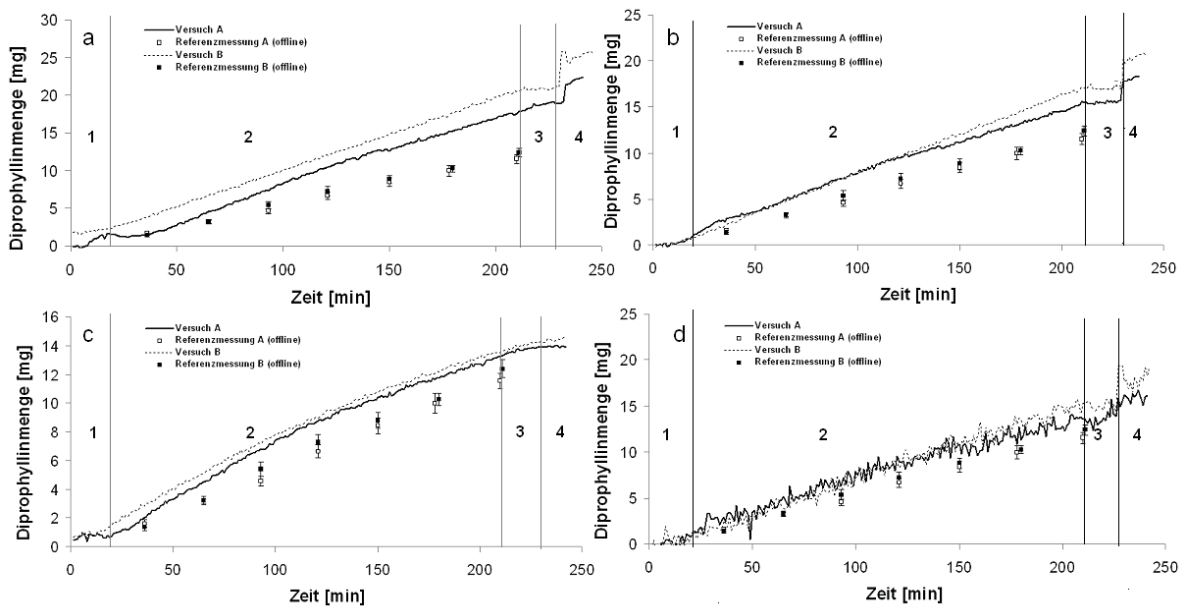 a
Versuch A
Referenzmessung A (offline)
Versuch B
Referenzmessung B (offline)
Diprophyllinmenge [mg]
30
25
20
15
10
5
0
1
2
3
4
0
50
100
150
200
250
Zeit [min]
b
Versuch A
Referenzmessung A (offline)
Versuch B
Referenzmessung B (offline)
Diprophyllinmenge [mg]
25
20
15
10
5
0
1
2
3
4
0
50
100
150
200
250
Zeit [min]
c
Versuch A
Referenzmessung A (offline)
Versuch B
Referenzmessung B (offline)
Diprophyllinmenge [mg]
16
14
12
10
8
6
4
2
0
1
2
3
4
0
50
100
150
200
250
Zeit [min]
d
Versuch A
Referenzmessung A (offline)
Versuch B
Referenzmessung B (offline)
Diprophyllinmenge [mg]
25
20
15
10
5
0
1
2
3
4
0
50
100
150
200
250
Zeit [min]